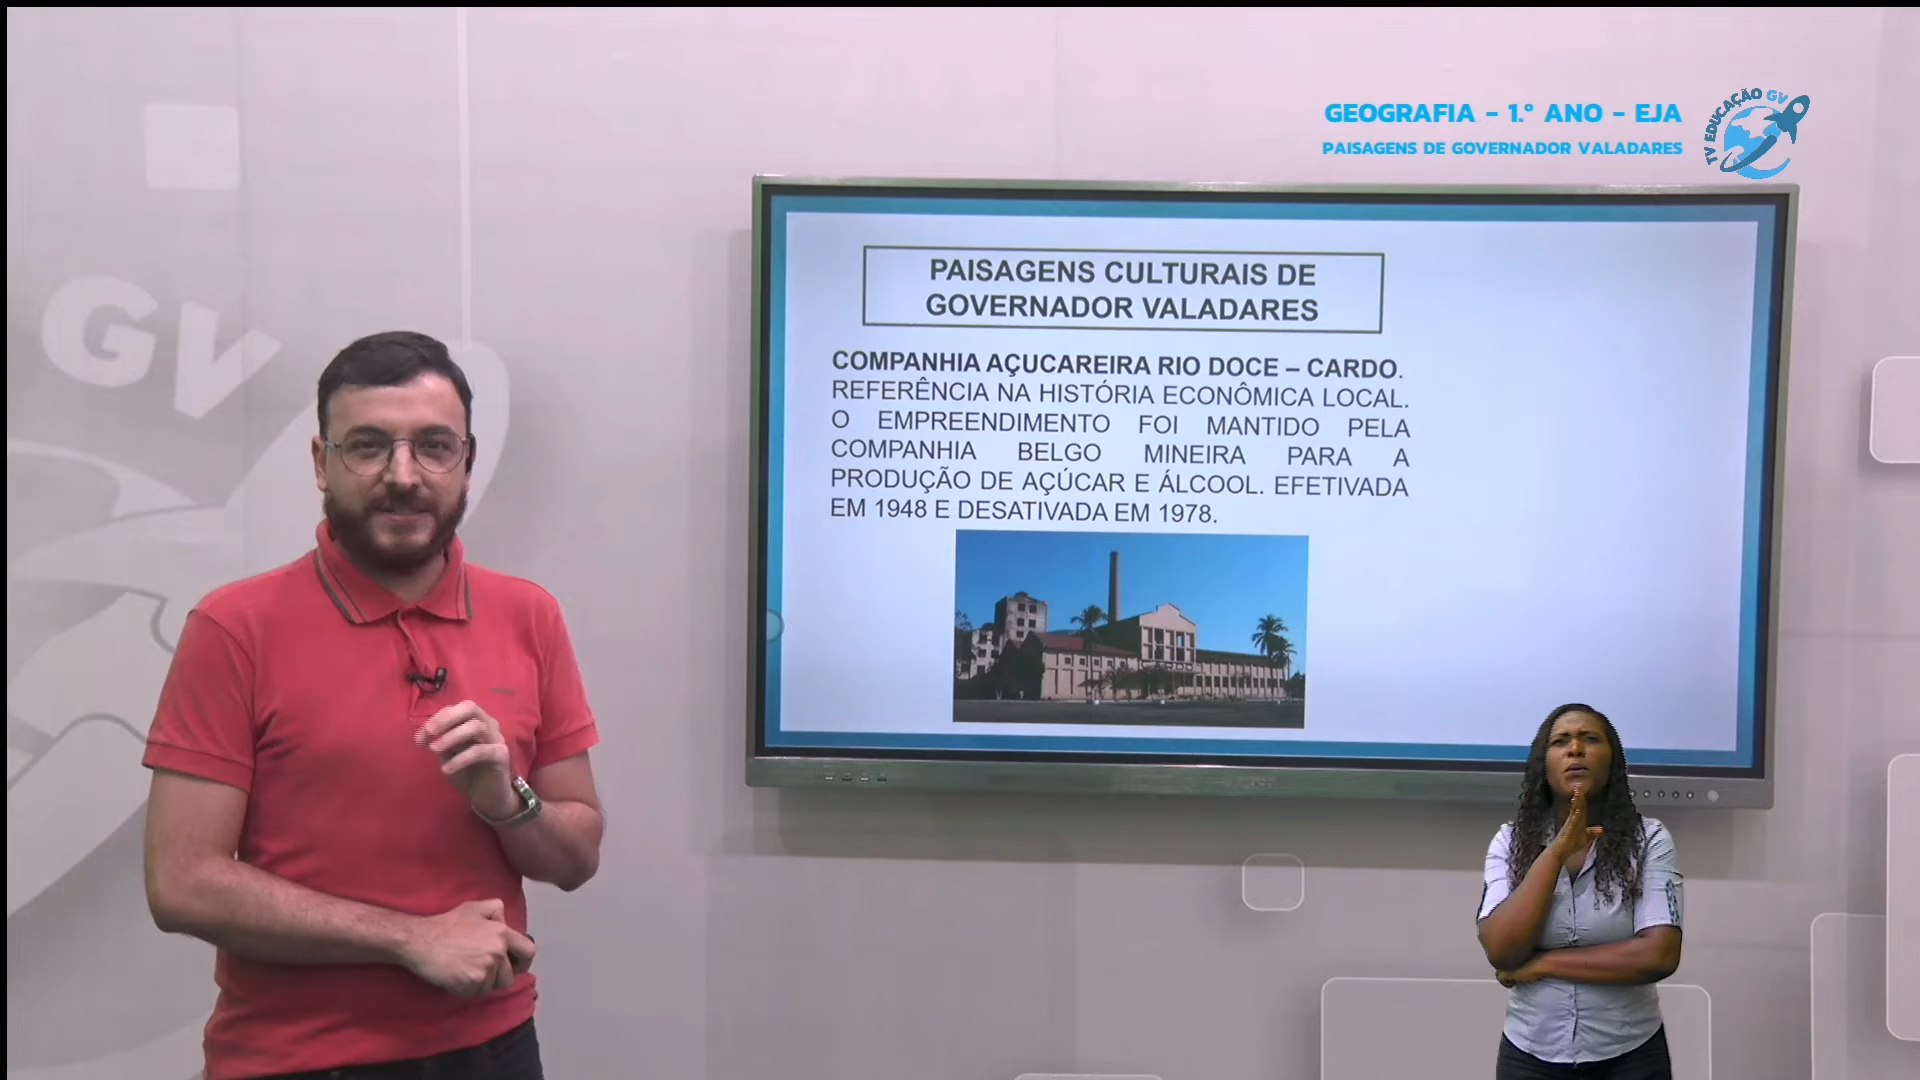 GEOGRAFIA - 1.º ANO - EJA
PAISAGENS DE GOVERNADOR VALADARES
TV EDUCAÇÃO GV
GV
PAISAGENS CULTURAIS DE
GOVERNADOR VALADARES
COMPANHIA AÇUCAREIRA RIO DOCE – CARDO.
REFERÊNCIA NA HISTÓRIA ECONÔMICA LOCAL.
O EMPREENDIMENTO FOI MANTIDO PELA
COMPANHIA BELGO MINEIRA PARA A
PRODUÇÃO DE AÇÚCAR E ÁLCOOL. EFETIVADA
EM 1948 E DESATIVADA EM 1978.